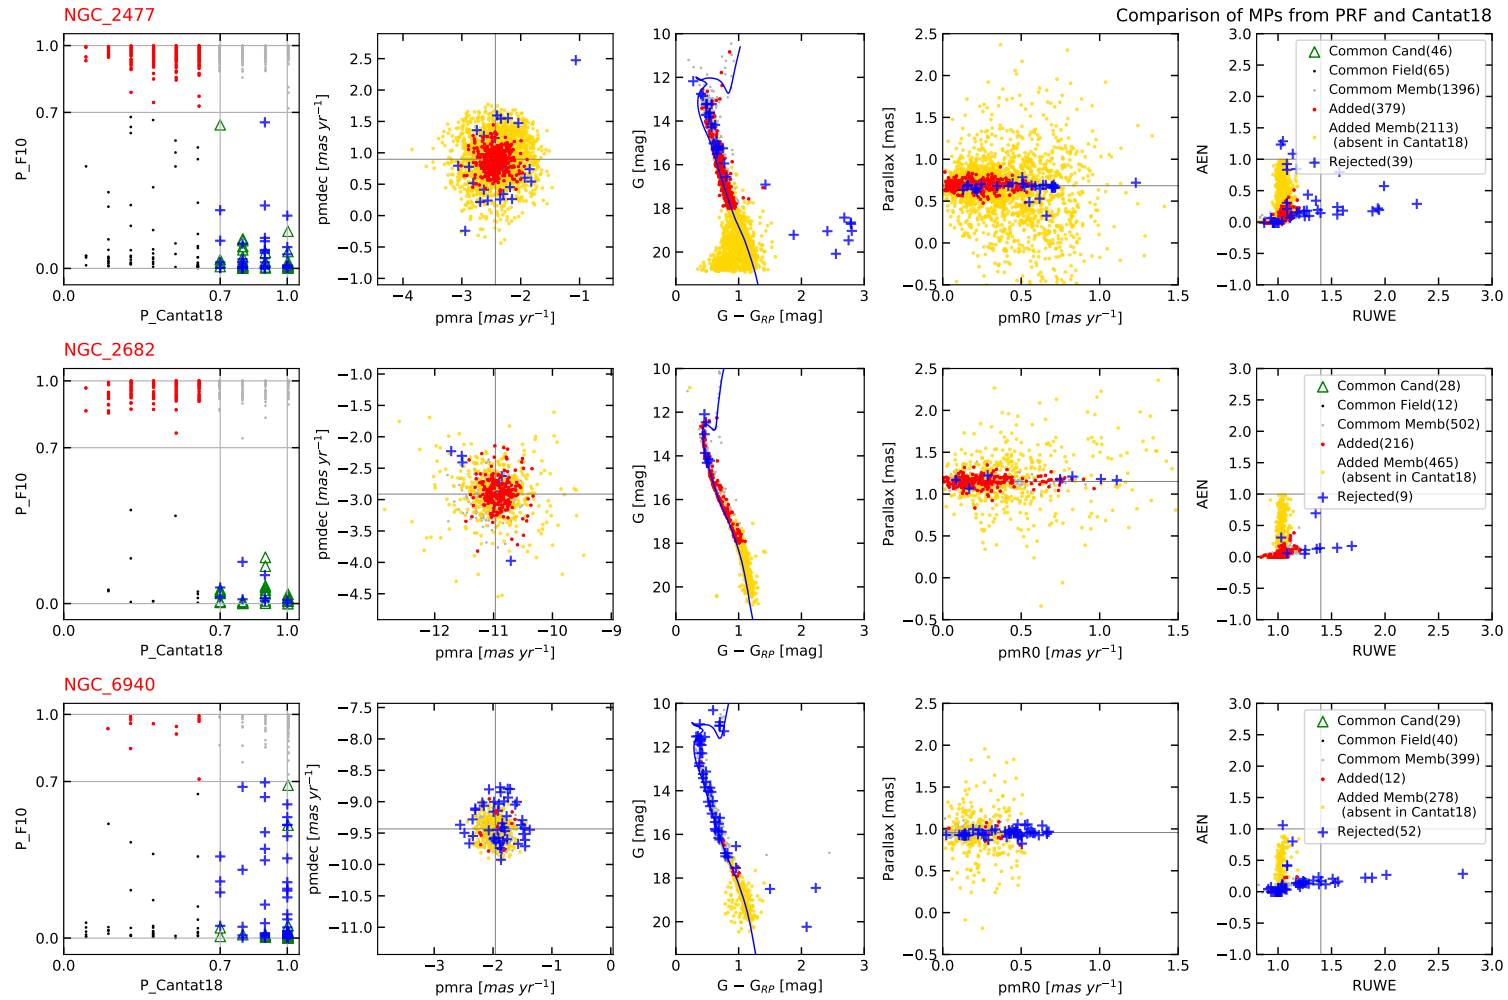 NGC_2477
Comparison of MPs from PRF and Cantat18
1.0
0.7
0.0
P_F10
0.0
0.7
1.0
P_Cantat18
2.5
2.0
1.5
1.0
0.5
0.0
−0.5
−1.0
pmdec [mas yr⁻¹]
−4
−3
−2
−1
pmra [mas yr⁻¹]
10
12
14
16
18
20
G [mag]
0
1
2
3
G − G_RP [mag]
2.5
2.0
1.5
1.0
0.5
0.0
−0.5
Parallax [mas]
0.0
0.5
1.0
1.5
pmR0 [mas yr⁻¹]
3.0
2.5
2.0
1.5
1.0
0.5
0.0
−0.5
−1.0
AEN
1.0
1.5
2.0
2.5
3.0
RUWE
Common Cand(46)
Common Field(65)
Commom Memb(1396)
Added(379)
Added Memb(2113)
(absent in Cantat18)
Rejected(39)
NGC_2682
1.0
0.7
0.0
P_F10
0.0
0.7
1.0
P_Cantat18
−1.0
−1.5
−2.0
−2.5
−3.0
−3.5
−4.0
−4.5
pmdec [mas yr⁻¹]
−12
−11
−10
−9
pmra [mas yr⁻¹]
10
12
14
16
18
20
G [mag]
0
1
2
3
G − G_RP [mag]
2.5
2.0
1.5
1.0
0.5
0.0
−0.5
Parallax [mas]
0.0
0.5
1.0
1.5
pmR0 [mas yr⁻¹]
3.0
2.5
2.0
1.5
1.0
0.5
0.0
−0.5
−1.0
AEN
1.0
1.5
2.0
2.5
3.0
RUWE
Common Cand(28)
Common Field(12)
Commom Memb(502)
Added(216)
Added Memb(465)
(absent in Cantat18)
Rejected(9)
NGC_6940
1.0
0.7
0.0
P_F10
0.0
0.7
1.0
P_Cantat18
−7.5
−8.0
−8.5
−9.0
−9.5
−10.0
−10.5
−11.0
pmdec [mas yr⁻¹]
−3
−2
−1
0
pmra [mas yr⁻¹]
10
12
14
16
18
20
G [mag]
0
1
2
3
G − G_RP [mag]
2.5
2.0
1.5
1.0
0.5
0.0
−0.5
Parallax [mas]
0.0
0.5
1.0
1.5
pmR0 [mas yr⁻¹]
3.0
2.5
2.0
1.5
1.0
0.5
0.0
−0.5
−1.0
AEN
1.0
1.5
2.0
2.5
3.0
RUWE
Common Cand(29)
Common Field(40)
Commom Memb(399)
Added(12)
Added Memb(278)
(absent in Cantat18)
Rejected(52)